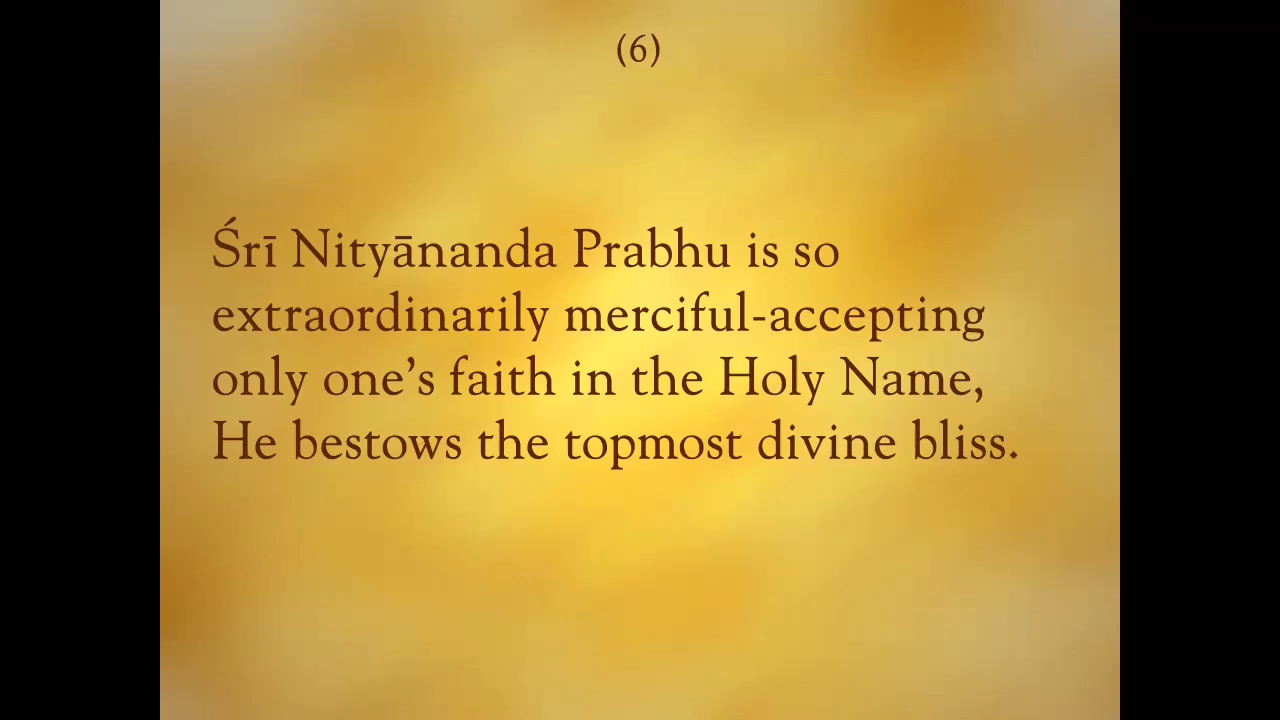 (6)
Śrī Nityānanda Prabhu is so
extraordinarily merciful-accepting
only one’s faith in the Holy Name,
He bestows the topmost divine bliss.